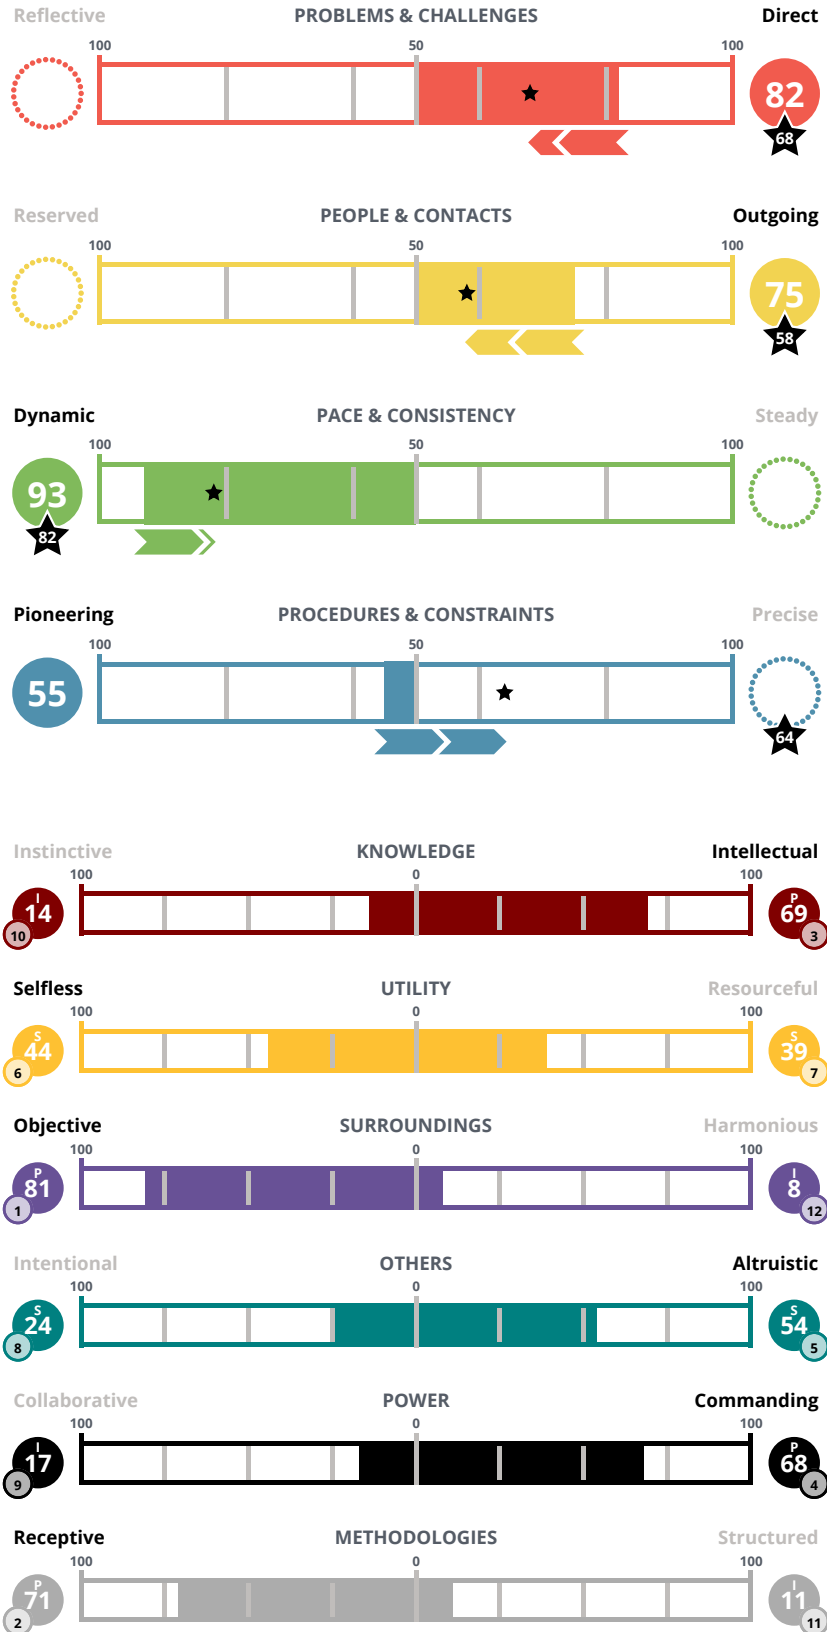 Reflective PROBLEMS & CHALLENGES Direct
100 50 100
82
68
Reserved PEOPLE & CONTACTS Outgoing
100 50 100
75
58
Dynamic PACE & CONSISTENCY Steady
100 50 100
93
82
Pioneering PROCEDURES & CONSTRAINTS Precise
100 50 100
55
64
Instinctive KNOWLEDGE Intellectual
100 0 100
I P
14 69
10 3
Selfless UTILITY Resourceful
100 0 100
S S
44 39
6 7
Objective SURROUNDINGS Harmonious
100 0 100
P I
81 8
1 12
Intentional OTHERS Altruistic
100 0 100
S S
24 54
8 5
Collaborative POWER Commanding
100 0 100
I P
17 68
9 4
Receptive METHODOLOGIES Structured
100 0 100
P I
71 11
2 11